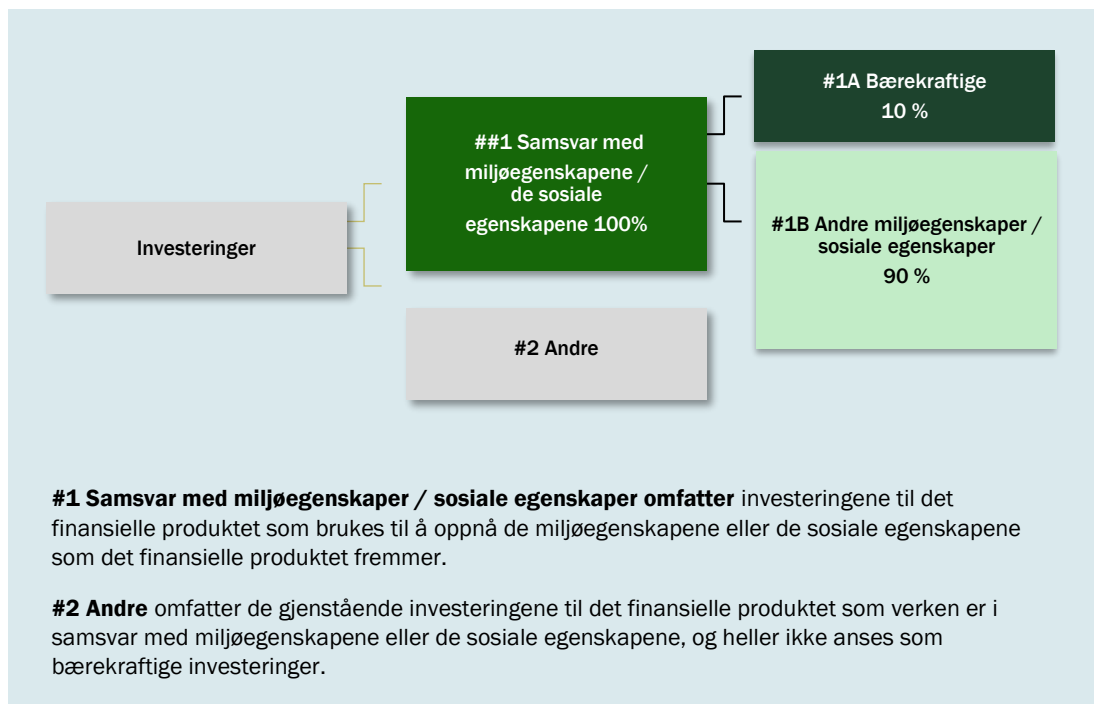 #1A Bærekraftige
10 %
##1 Samsvar med
miljøegenskapene /
de sosiale
egenskapene 100%
#1B Andre miljøegenskaper /
sosiale egenskaper
90 %
Investeringer
#2 Andre
#1 Samsvar med miljøegenskaper / sosiale egenskaper omfatter investeringene til det
finansielle produktet som brukes til å oppnå de miljøegenskapene eller de sosiale egenskapene
som det finansielle produktet fremmer.
#2 Andre omfatter de gjenstående investeringene til det finansielle produktet som verken er i
samsvar med miljøegenskapene eller de sosiale egenskapene, og heller ikke anses som
bærekraftige investeringer.